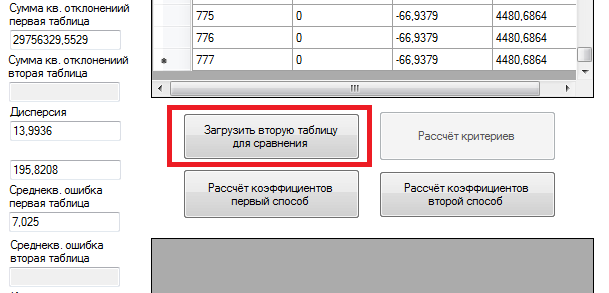 Сумма кв. отклонениий
первая таблица
29756329,5529
Сумма кв. отклонениий
вторая таблица
Дисперсия
13,9936
195,8208
Среднекв. ошибка
первая таблица
7,025
Среднекв. ошибка
вторая таблица
775 0 -66,9379 4480,6864
776 0 -66,9379 4480,6864
777 0 -66,9379 4480,6864
Загрузить вторую таблицу
для сравнения
Рассчёт критериев
Рассчёт коэффициентов
первый способ
Рассчёт коэффициентов
второй способ